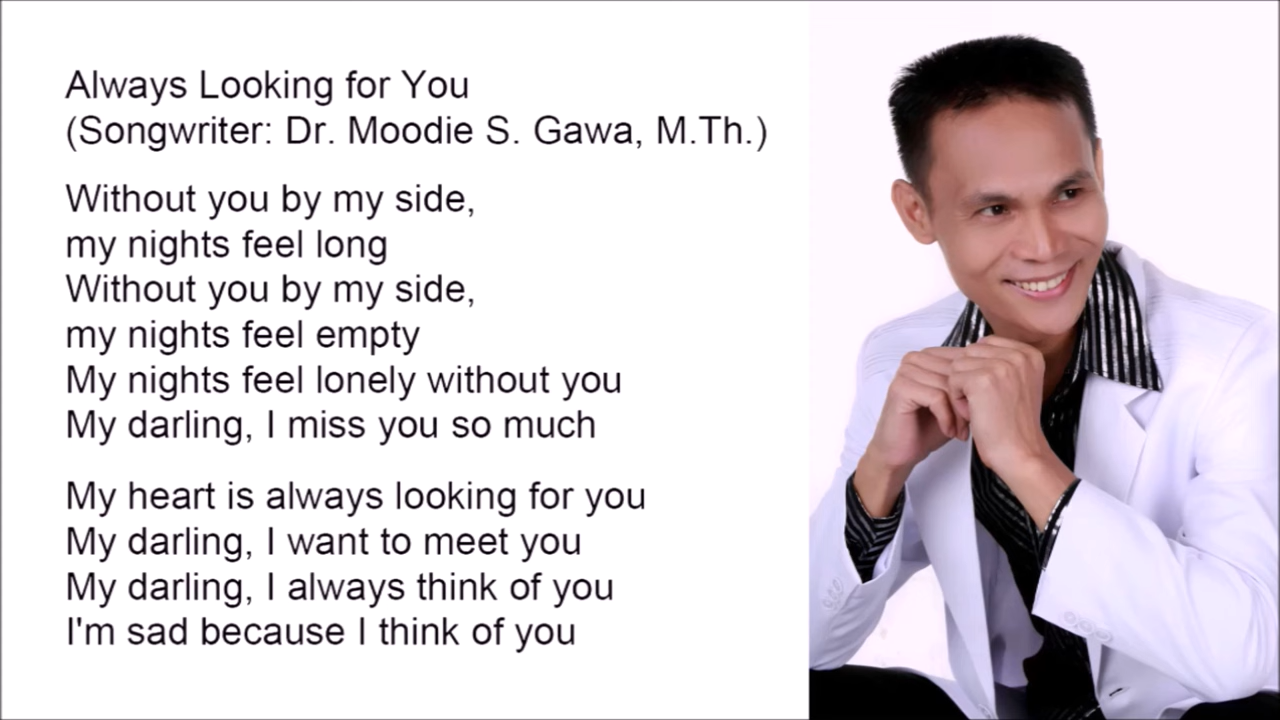 Always Looking for You
(Songwriter: Dr. Moodie S. Gawa, M.Th.)
Without you by my side,
my nights feel long
Without you by my side,
my nights feel empty
My nights feel lonely without you
My darling, I miss you so much
My heart is always looking for you
My darling, I want to meet you
My darling, I always think of you
I'm sad because I think of you